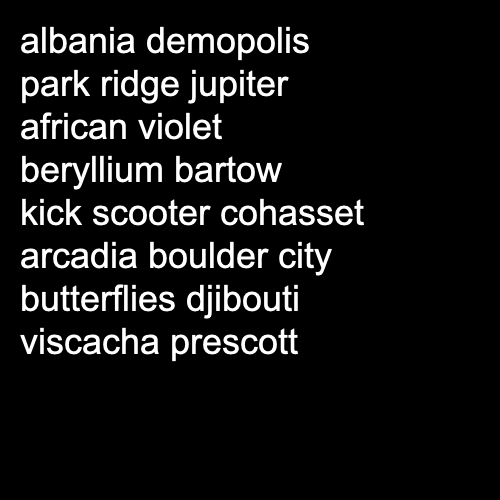 albania demopolis
park ridge jupiter
african violet
beryllium bartow
kick scooter cohasset
arcadia boulder city
butterflies djibouti
viscacha prescott